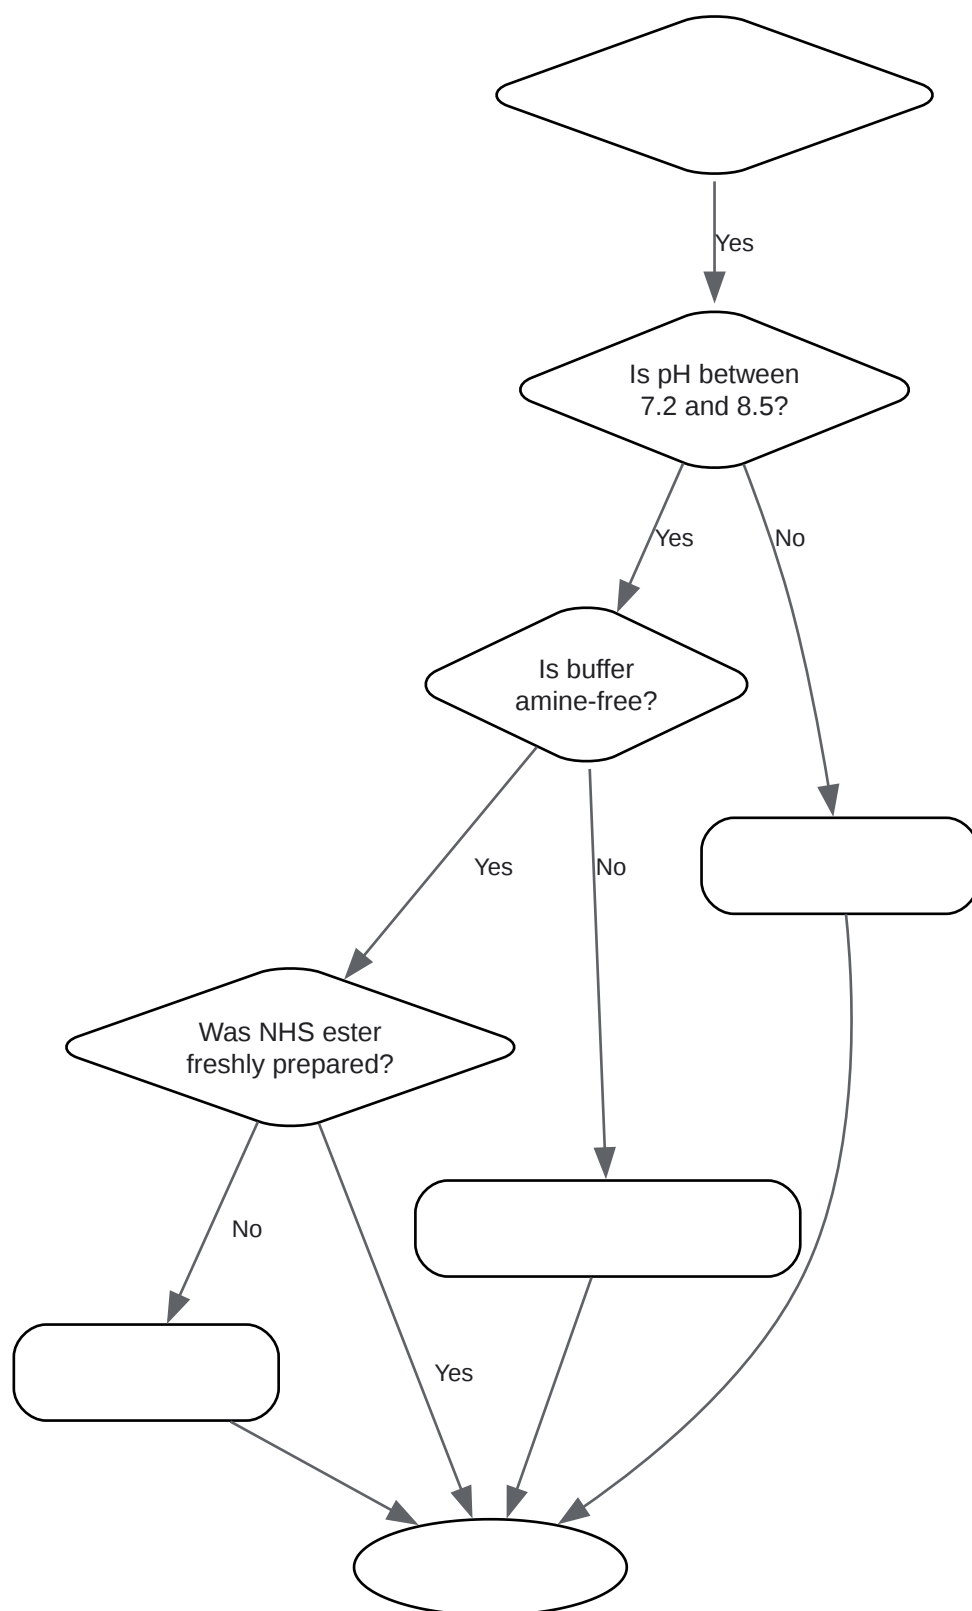 Yes
Is pH between
7.2 and 8.5?
Yes
No
Is buffer
amine-free?
Yes
No
Was NHS ester
freshly prepared?
No
Yes